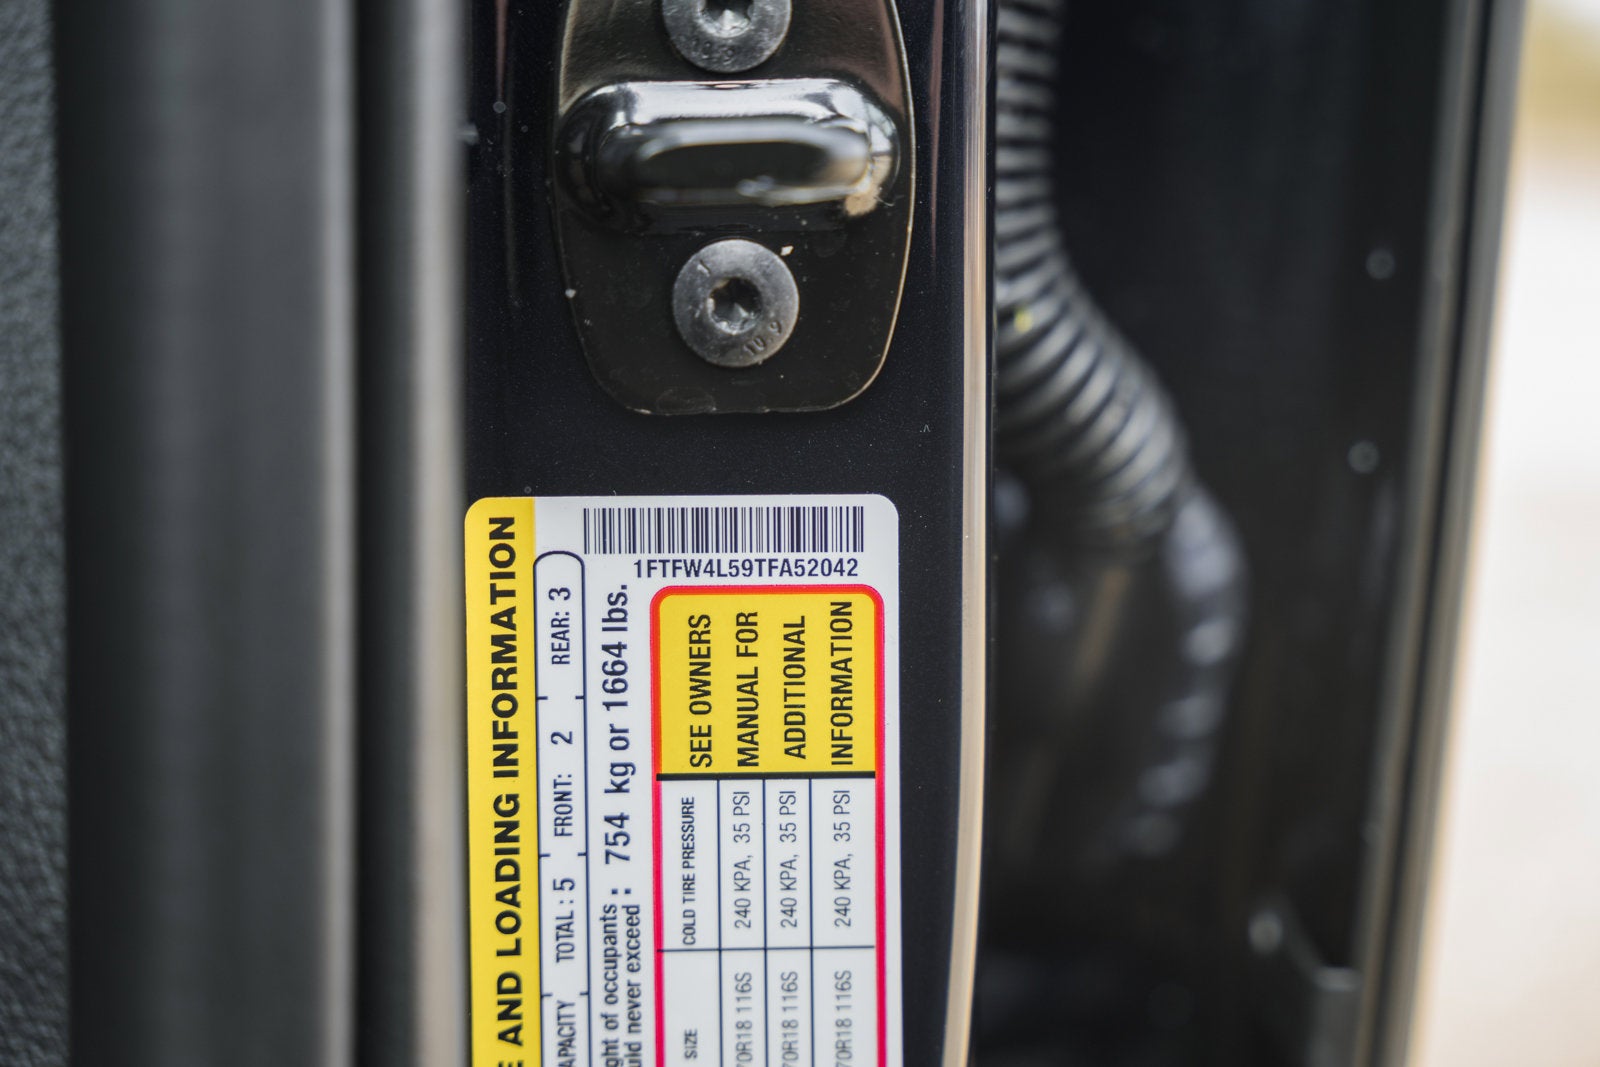 10.9
1FTFW4L59TFA52042
E AND LOADING INFORMATION
APACITY TOTAL : 5 FRONT: 2 REAR: 3
ght of occupants :
uld never exceed : 754 kg or 1664 lbs.
SIZE COLD TIRE PRESSURE
70R18 116S 240 KPA, 35 PSI
70R18 116S 240 KPA, 35 PSI
70R18 116S 240 KPA, 35 PSI
SEE OWNERS
MANUAL FOR
ADDITIONAL
INFORMATION